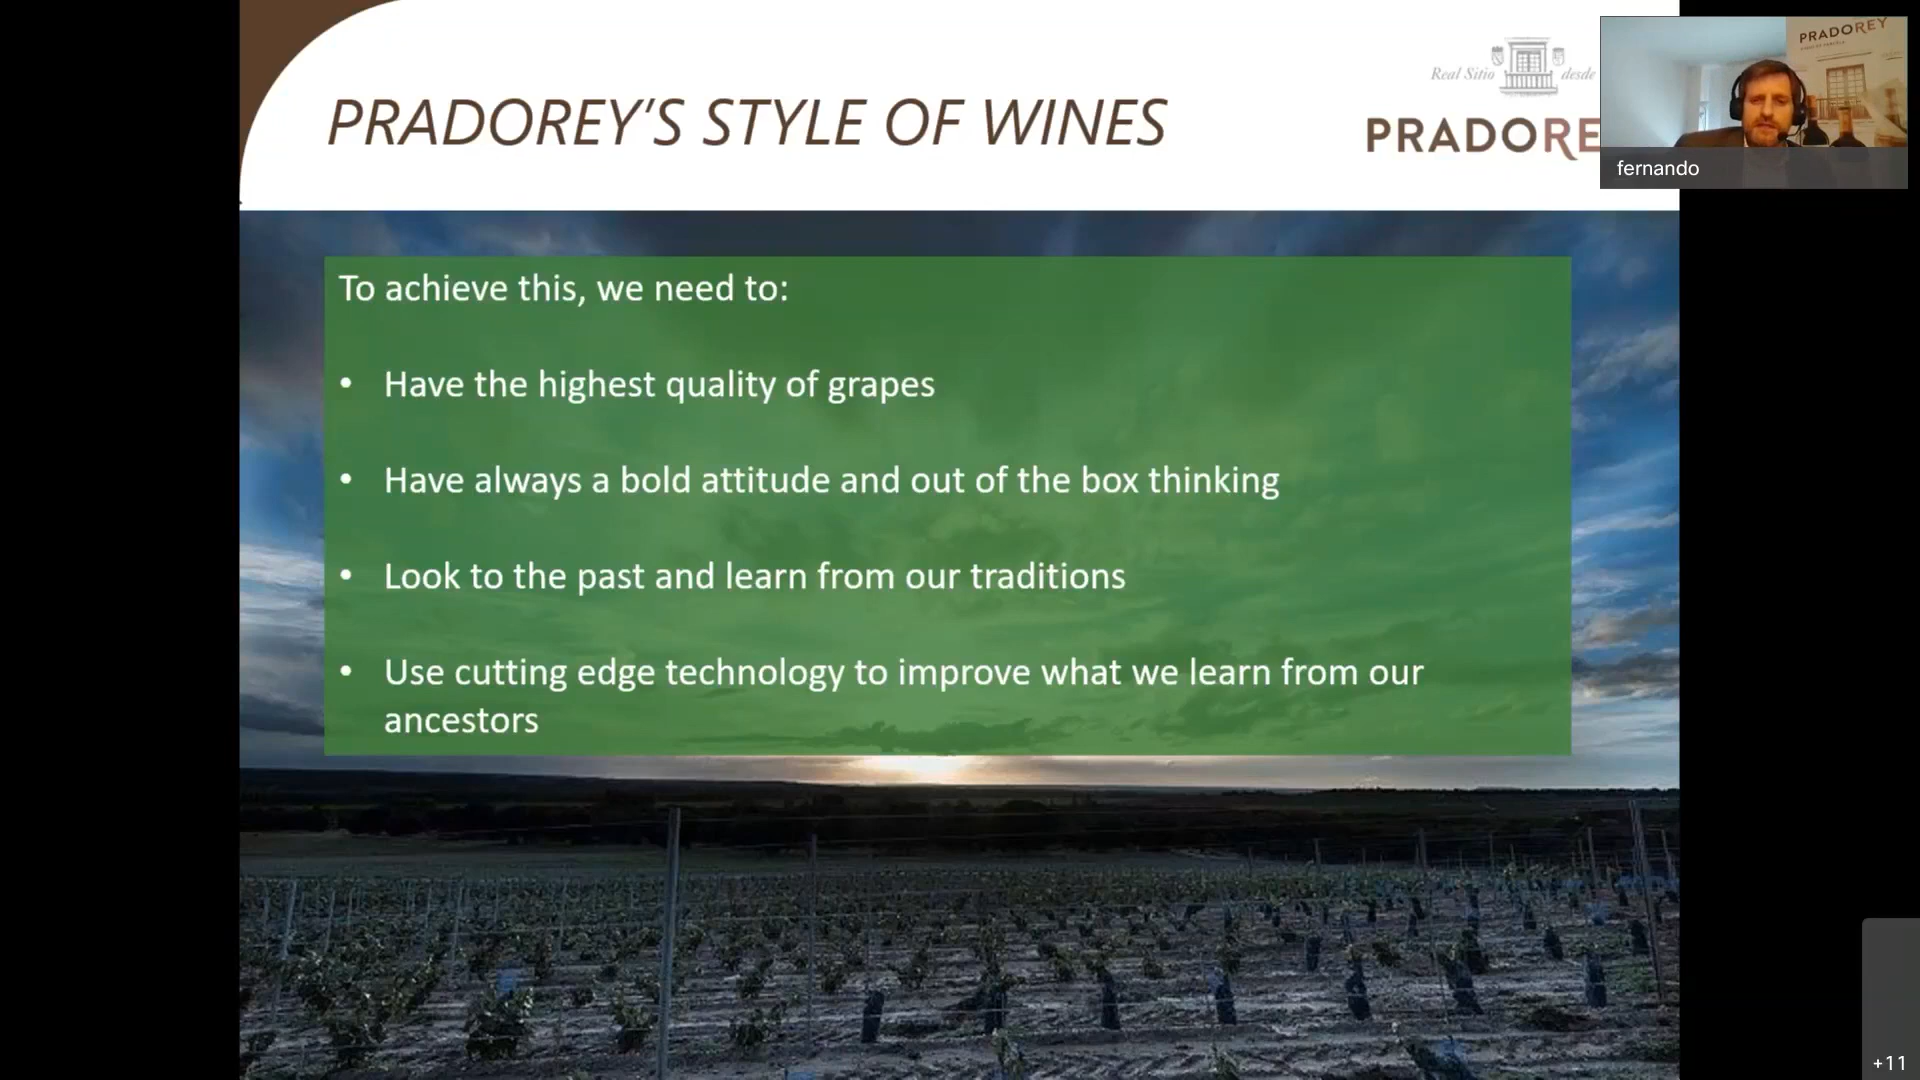 PRADOREY'S STYLE OF WINES
Real Sitio desde
PRADORE
PRADOREY
fernando
To achieve this, we need to:
• Have the highest quality of grapes
• Have always a bold attitude and out of the box thinking
• Look to the past and learn from our traditions
• Use cutting edge technology to improve what we learn from our
ancestors
+11